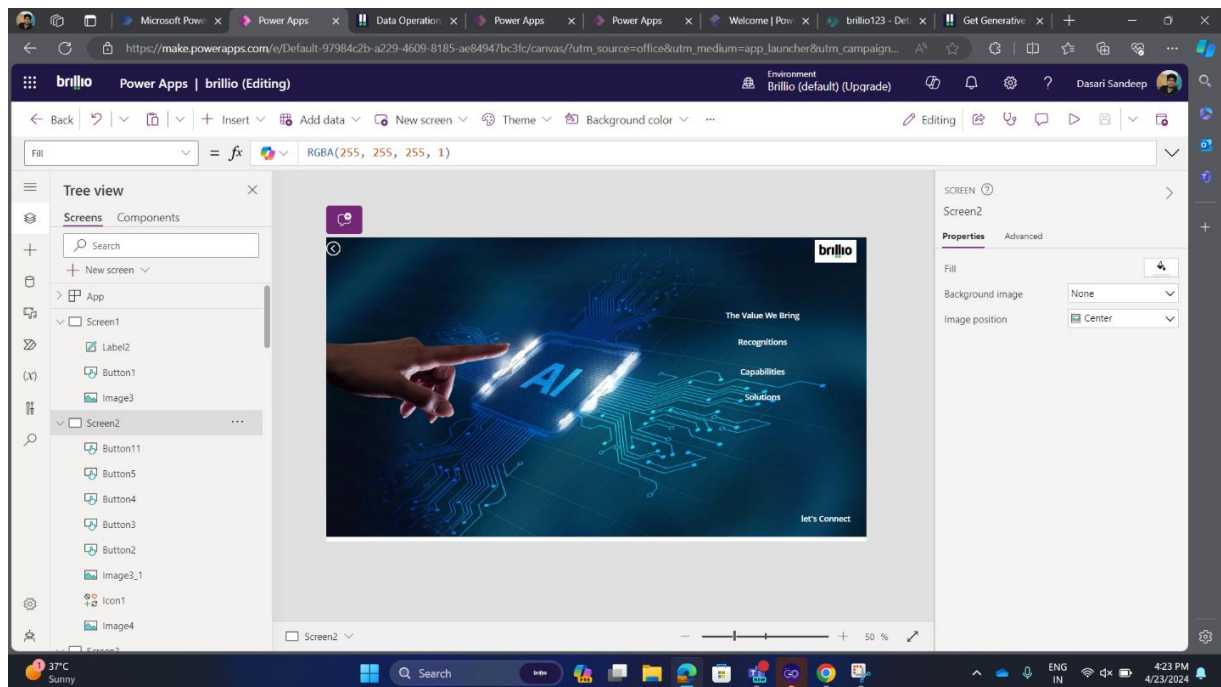 Microsoft Powe
Power Apps
Data Operation
Power Apps
Power Apps
Welcome | Pow
brillio123 - Det
Get Generative
https://make.powerapps.com/e/Default-97984c2b-a229-4609-8185-ae84947bc3fc/canvas/?utm_source=office&utm_medium=app_launcher&utm_campaign...
brillio Power Apps | brillio (Editing)
Environment
Brillio (default) (Upgrade)
Dasari Sandeep
Back Insert Add data New screen Theme Background color ... Editing
Fill = fx RGBA(255, 255, 255, 1)
Tree view
Screens Components
Search
New screen
App
Screen1
Label2
Button1
Image3
Screen2 ...
Button11
Button5
Button4
Button3
Button2
Image3_1
Icon1
Image4
Screen3
(x)
brillio
The Value We Bring
Recognitions
Capabilities
Solutions
AI
let's Connect
Screen2
50 %
SCREEN
Screen2
Properties Advanced
Fill
Background image None
Image position Center
1
37°C
Sunny
Search
ENG
IN
4:23 PM
4/23/2024